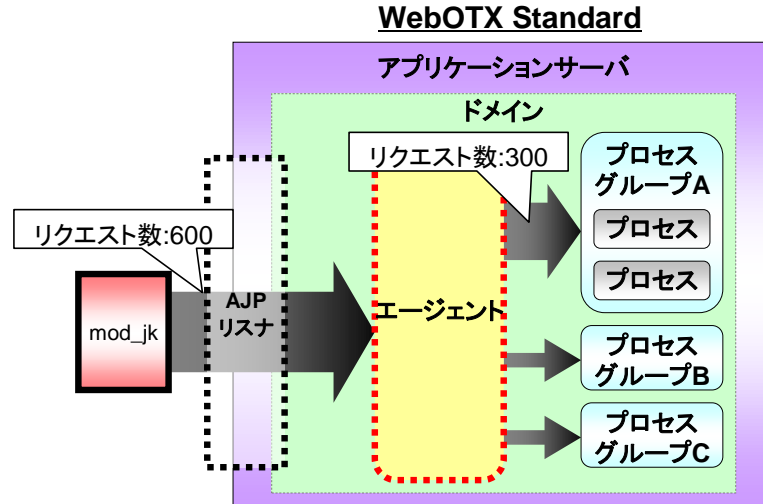 WebOTX Standard
アプリケーションサーバ
ドメイン
リクエスト数:300
プロセス
グループA
プロセス
プロセス
リクエスト数:600
mod_jk
AJP
リスナ
エージェント
プロセス
グループB
プロセス
グループC